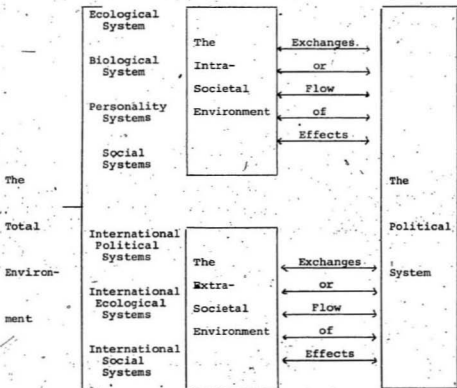 The
Total
Environ-
ment
Ecological
System
Biological
System
Personality
Systems
Social
Systems
The
Intra-
Societal
Environment
Exchanges
or
Flow
of
Effects
International
Political
Systems
International
Ecological
Systems
International
Social
Systems
The
Extra-
Societal
Environment
Exchanges
or
Flow
of
Effects
The
Political
System